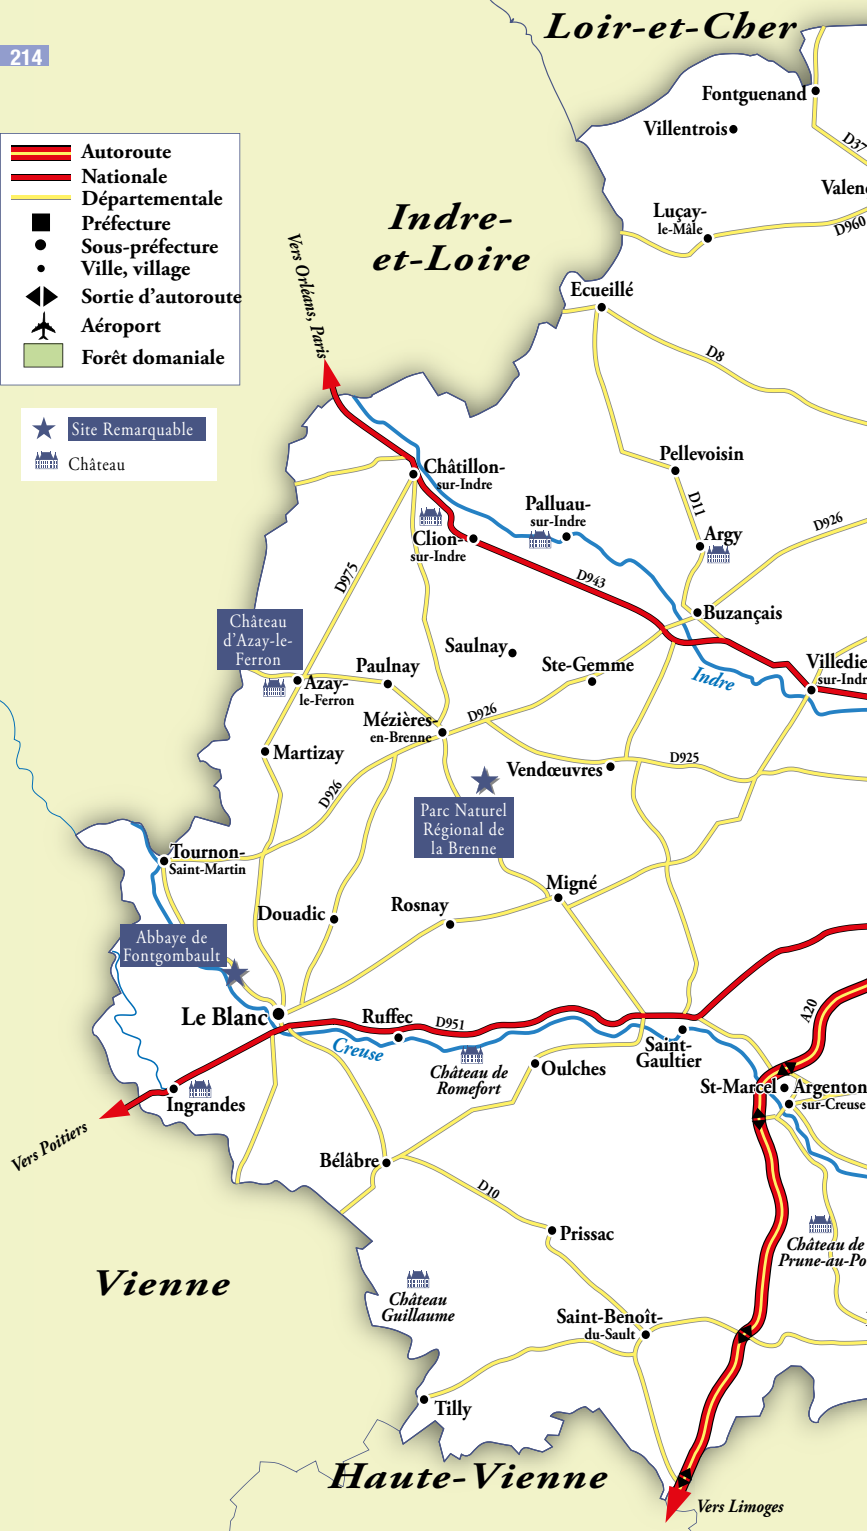 Loir-et-Cher
214
Fontguenand
Villentrois
D37
Autoroute
Nationale
Départementale
Préfecture
Sous-préfecture
Ville, village
Sortie d'autoroute
Aéroport
Forêt domaniale
Site Remarquable
Château
Valen
Luçay-
le-Mâle
D960
Indre-
et-Loire
Vers Orléans, Paris
Ecueillé
D8
Pellevoisin
Châtillon-
sur-Indre
D11
Palluau-
sur-Indre
D926
Argy
Clion-
sur-Indre
D975
D943
Buzançais
Château
d'Azay-le-
Ferron
Saulnay
Ste-Gemme
Villedie
sur-Indr
Indre
Paulnay
Azay-
le-Ferron
Mézières-
en-Brenne
D926
Martizay
Vendœuvres
D925
D926
Parc Naturel
Régional de
la Brenne
Tournon-
Saint-Martin
Migné
Rosnay
Douadic
Abbaye de
Fontgombault
Le Blanc
Ruffec
D951
A20
Creuse
Saint-
Gaultier
Château de
Romefort
Oulches
St-Marcel
Argenton
sur-Creuse
Ingrandes
Vers Poitiers
Bélâbre
D10
Prissac
Château de
Prune-au-Po
Vienne
Château
Guillaume
Saint-Benoît-
du-Sault
Tilly
Haute-Vienne
Vers Limoges